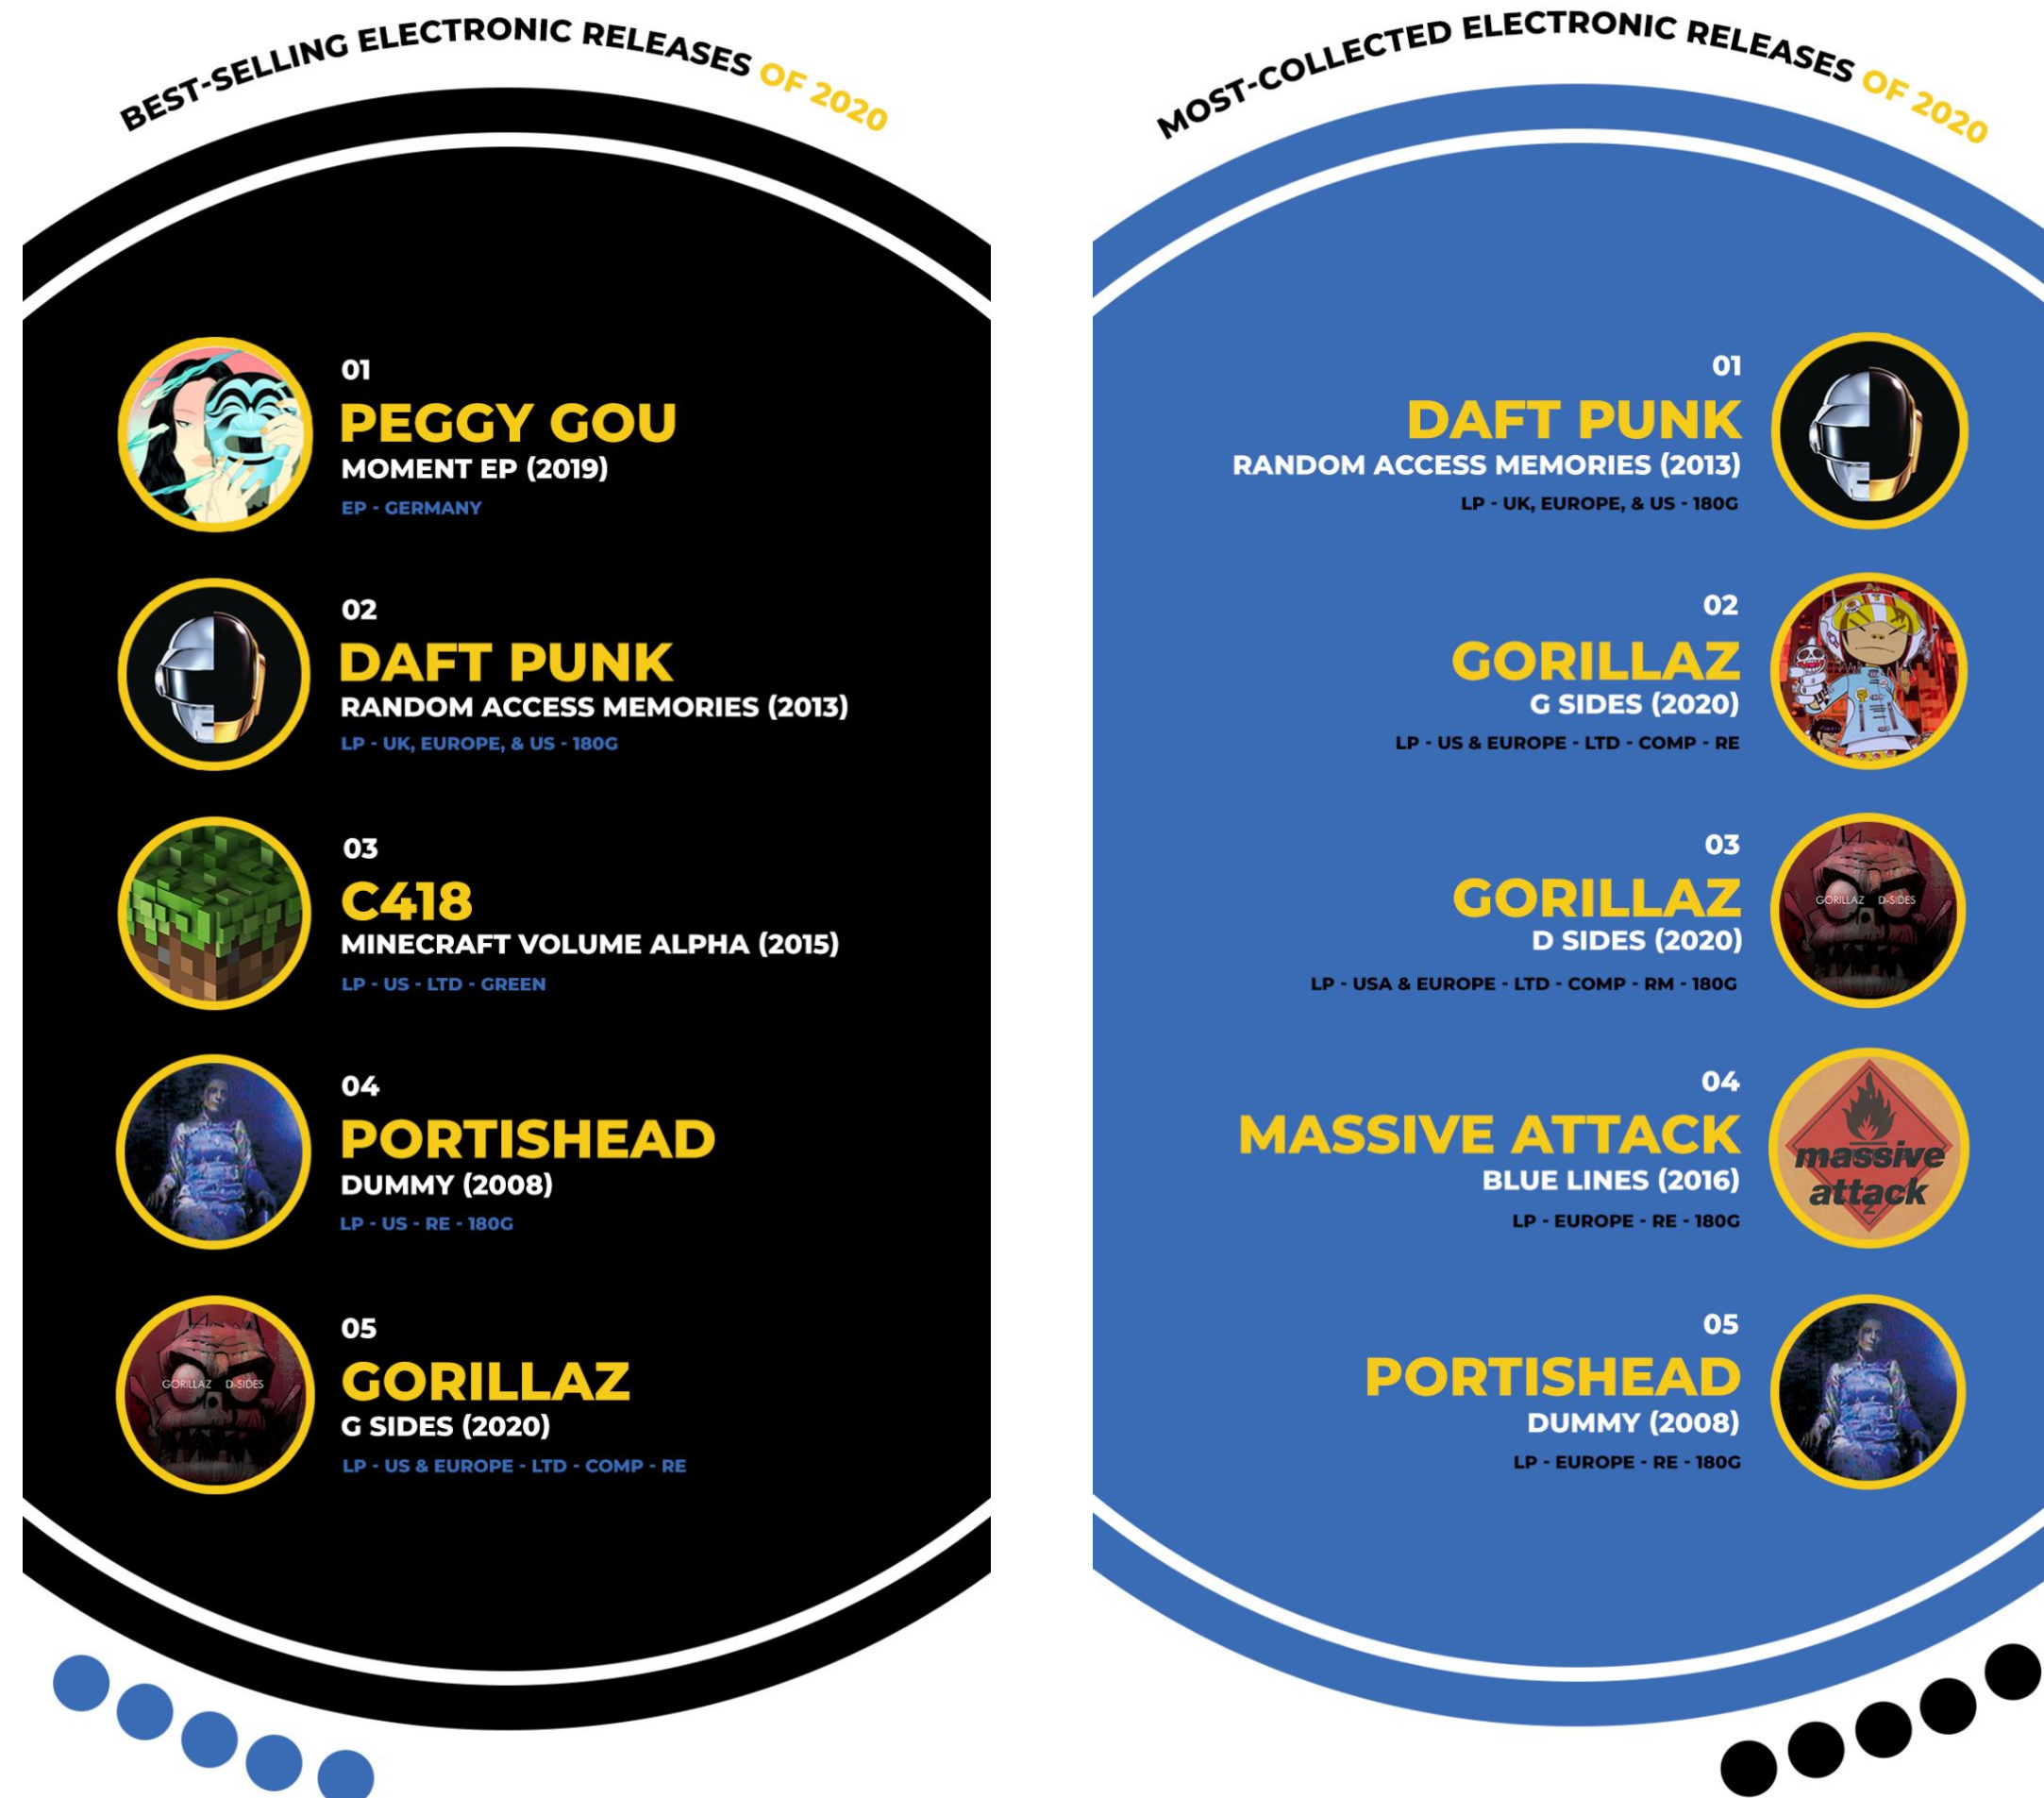 BEST-SELLING ELECTRONIC RELEASES OF 2020
01
PEGGY GOU
MOMENT EP (2019)
EP - GERMANY
02
DAFT PUNK
RANDOM ACCESS MEMORIES (2013)
LP - UK, EUROPE, & US - 180G
03
C418
MINECRAFT VOLUME ALPHA (2015)
LP - US - LTD - GREEN
04
PORTISHEAD
DUMMY (2008)
LP - US - RE - 180G
GORILLAZ D-SIDES
05
GORILLAZ
G SIDES (2020)
LP - US & EUROPE - LTD - COMP - RE
MOST-COLLECTED ELECTRONIC RELEASES OF 2020
01
DAFT PUNK
RANDOM ACCESS MEMORIES (2013)
LP - UK, EUROPE, & US - 180G
02
GORILLAZ
G SIDES (2020)
LP - US & EUROPE - LTD - COMP - RE
03
GORILLAZ
D SIDES (2020)
LP - USA & EUROPE - LTD - COMP - RM - 180G
GORILLAZ D-SIDES
04
MASSIVE ATTACK
BLUE LINES (2016)
LP - EUROPE - RE - 180G
massive
attack
2
05
PORTISHEAD
DUMMY (2008)
LP - EUROPE - RE - 180G